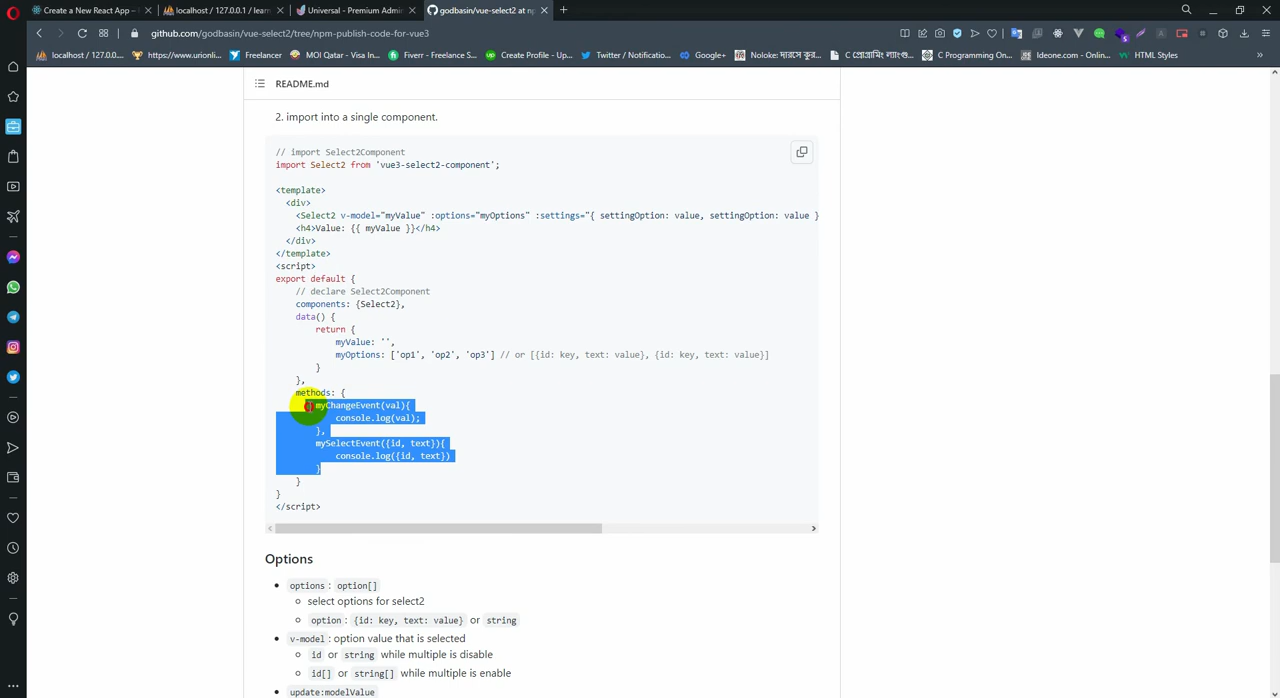 Create a New React App –
localhost / 127.0.0.1 / learn
Universal - Premium Admin
godbasin/vue-select2 at np
github.com/godbasin/vue-select2/tree/npm-publish-code-for-vue3
localhost / 127.0.0....
https://www.urionli...
Freelancer
MOI Qatar - Visa In...
Fiverr - Freelance S...
Create Profile - Up...
Twitter / Notificatio...
Google+
C Programming On...
Ideone.com - Onlin...
HTML Styles
README.md
2. import into a single component.
// import Select2Component
import Select2 from 'vue3-select2-component';
<template>
<div>
<Select2 v-model="myValue" :options="myOptions" :settings="{ settingOption: value, settingOption: value }
<h4>Value: {{ myValue }}</h4>
</div>
</template>
<script>
export default {
// declare Select2Component
components: {Select2},
data() {
return {
myValue: '',
myOptions: ['op1', 'op2', 'op3'] // or [{id: key, text: value}, {id: key, text: value}]
}
},
methods: {
myChangeEvent(val){
console.log(val);
},
mySelectEvent({id, text}){
console.log({id, text})
}
}
}
</script>
Options
options : option[]
select options for select2
option : {id: key, text: value} or string
v-model : option value that is selected
id or string while multiple is disable
id[] or string[] while multiple is enable
update:modelValue